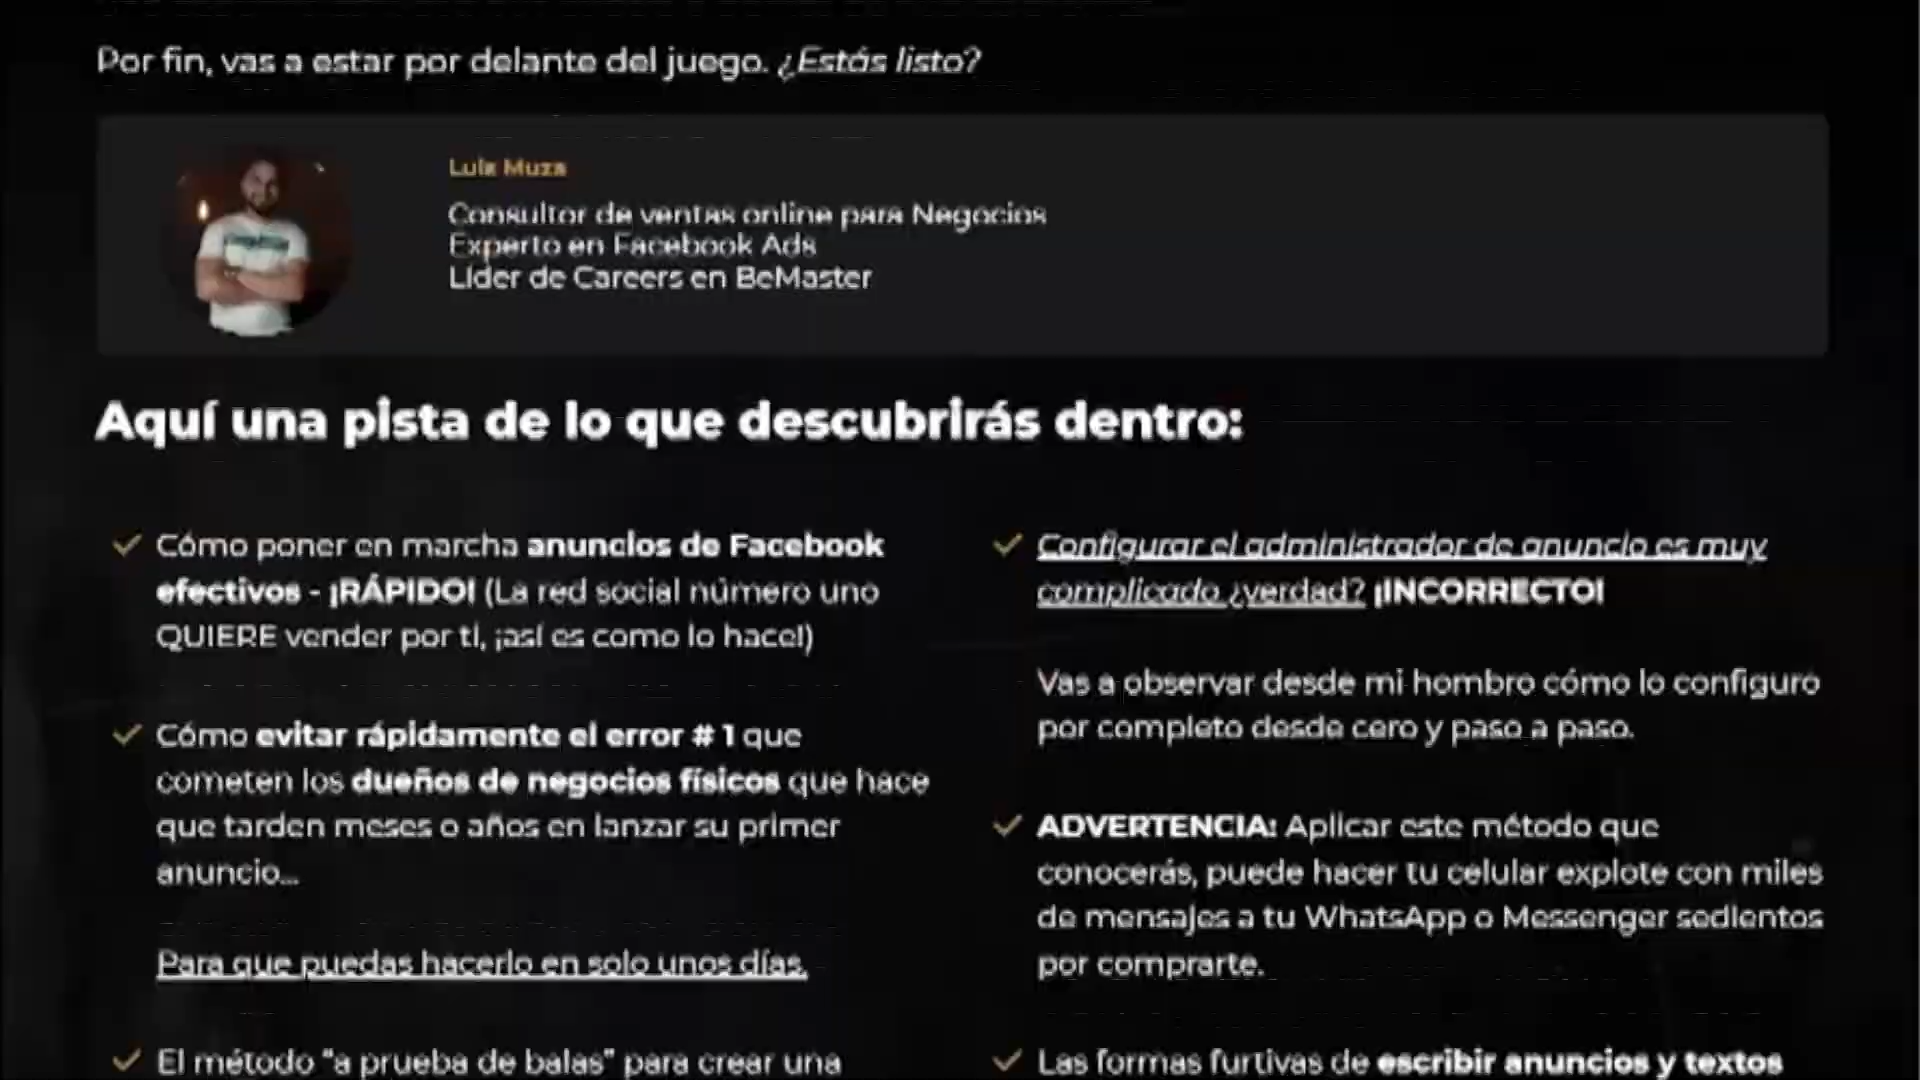 Por fin, vas a estar por delante del juego. ¿Estás listo?
Luis Muza
Consultor de ventas online para Negocios
Experto en Facebook Ads
Líder de Careers en BeMaster
Aquí una pista de lo que descubrirás dentro:
Cómo poner en marcha anuncios de Facebook
efectivos - ¡RÁPIDO! (La red social número uno
QUIERE vender por ti, ¡así es como lo hace!)
Cómo evitar rápidamente el error # 1 que
cometen los dueños de negocios físicos que hace
que tarden meses o años en lanzar su primer
anuncio...
Para que puedas hacerlo en solo unos días.
El método "a prueba de balas" para crear una
Configurar el administrador de anuncio es muy
complicado ¿verdad? ¡INCORRECTO!
Vas a observar desde mi hombro cómo lo configuro
por completo desde cero y paso a paso.
ADVERTENCIA: Aplicar este método que
conocerás, puede hacer tu celular explote con miles
de mensajes a tu WhatsApp o Messenger sedientos
por comprarte.
Las formas furtivas de escribir anuncios y textos